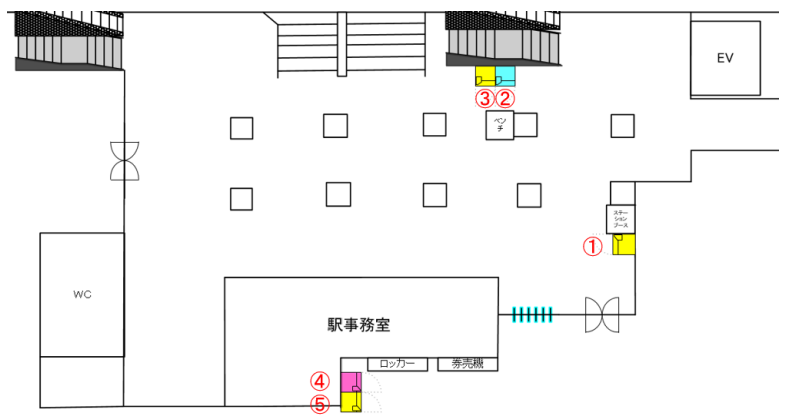 EV
③②
ベン
チ
ステー
ション
ブース
①
WC
駅事務室
ロッカー
券売機
④
⑤